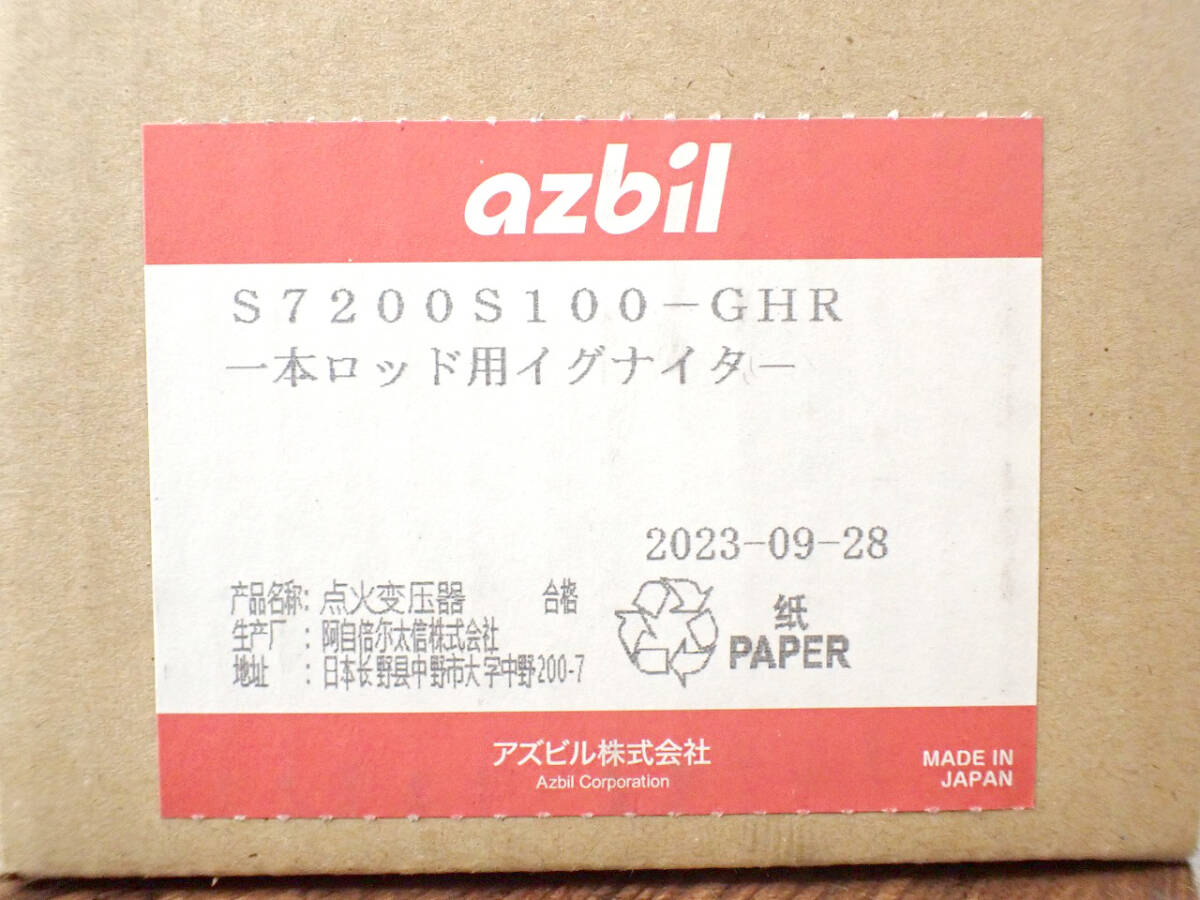 azbil
S7200S100-GHR
一本ロッド用イグナイター
2023-09-28
产品名称: 点火变压器 合格
生产厂 : 阿自倍尔太信株式会社
地址 : 日本长野县中野市大字中野200-7
纸
PAPER
アズビル株式会社
Azbil Corporation
MADE IN
JAPAN